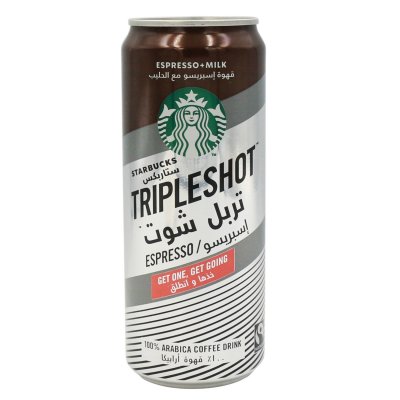 ESPRESSO+MILK
قهوة إسبريسو مع الحليب
STARBUCKS
ستاربكس
TRIPLESHOT™
تربل شوت
ESPRESSO / إسبريسو
GET ONE, GET GOING
خذها و انطلق
100% ARABICA COFFEE DRINK
١٠٠٪ قهوة أرابيكا